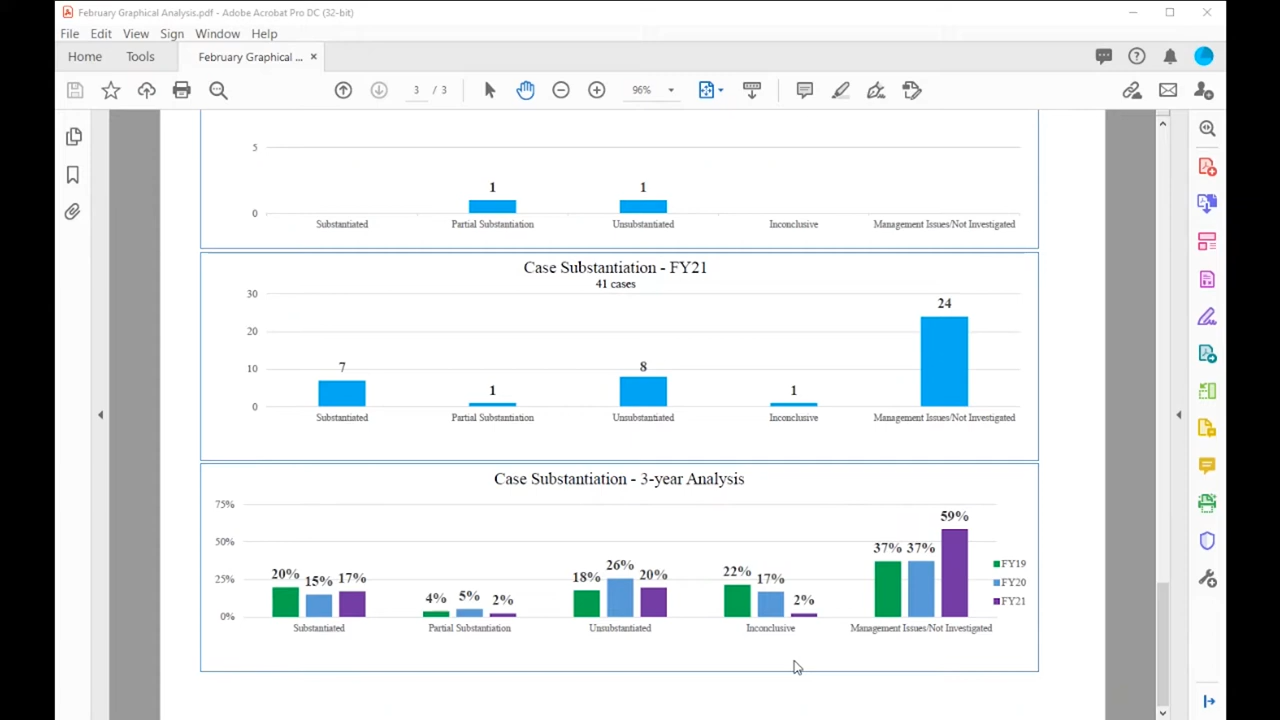 February Graphical Analysis.pdf - Adobe Acrobat Pro DC (32-bit)
File Edit View Sign Window Help
Home Tools February Graphical ... ×
3 / 3 96%
5
1 1
0
Substantiated Partial Substantiation Unsubstantiated Inconclusive Management Issues/Not Investigated
Case Substantiation - FY21
41 cases
30
24
20
10
7 1 8 1
0
Substantiated Partial Substantiation Unsubstantiated Inconclusive Management Issues/Not Investigated
Case Substantiation - 3-year Analysis
75%
50%
25%
0%
20% 15% 17% 4% 5% 2% 18% 26% 20% 22% 17% 2% 37% 37% 59%
FY19
FY20
FY21
Substantiated Partial Substantiation Unsubstantiated Inconclusive Management Issues/Not Investigated